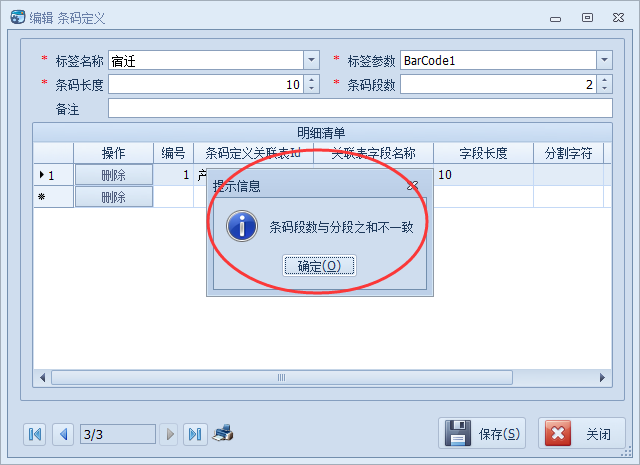 编辑 条码定义
* 标签名称 宿迁 * 标签参数 BarCode1
* 条码长度 10 * 条码段数 2
备注
明细清单
操作 编号 条码定义关联表Id 关联表字段名称 字段长度 分割字符
1 删除 1 10
* 删除
提示信息
条码段数与分段之和不一致
确定(O)
3/3 保存(S) 关闭